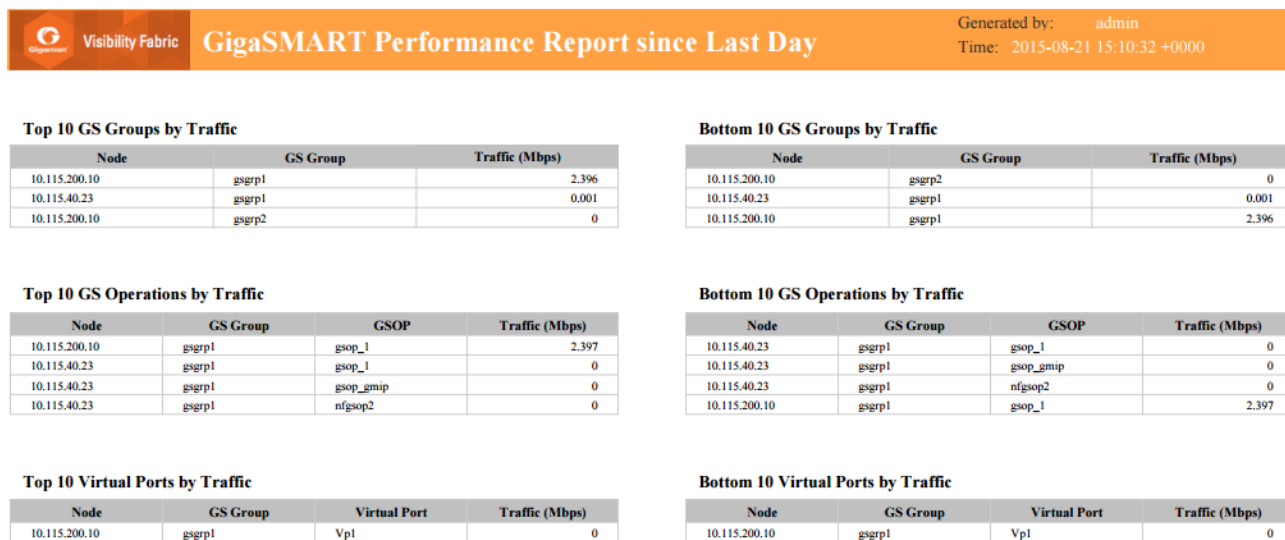 Gigamon Visibility Fabric GigaSMART Performance Report since Last Day
Generated by: admin
Time: 2015-08-21 15:10:32 +0000
Top 10 GS Groups by Traffic
Node GS Group Traffic (Mbps)
10.115.200.10 gsgrp1 2.396
10.115.40.23 gsgrp1 0.001
10.115.200.10 gsgrp2 0
Bottom 10 GS Groups by Traffic
Node GS Group Traffic (Mbps)
10.115.200.10 gsgrp2 0
10.115.40.23 gsgrp1 0.001
10.115.200.10 gsgrp1 2.396
Top 10 GS Operations by Traffic
Node GS Group GSOP Traffic (Mbps)
10.115.200.10 gsgrp1 gsop_1 2.397
10.115.40.23 gsgrp1 gsop_1 0
10.115.40.23 gsgrp1 gsop_gmip 0
10.115.40.23 gsgrp1 nfgsop2 0
Bottom 10 GS Operations by Traffic
Node GS Group GSOP Traffic (Mbps)
10.115.40.23 gsgrp1 gsop_1 0
10.115.40.23 gsgrp1 gsop_gmip 0
10.115.40.23 gsgrp1 nfgsop2 0
10.115.200.10 gsgrp1 gsop_1 2.397
Top 10 Virtual Ports by Traffic
Node GS Group Virtual Port Traffic (Mbps)
10.115.200.10 gsgrp1 Vp1 0
Bottom 10 Virtual Ports by Traffic
Node GS Group Virtual Port Traffic (Mbps)
10.115.200.10 gsgrp1 Vp1 0